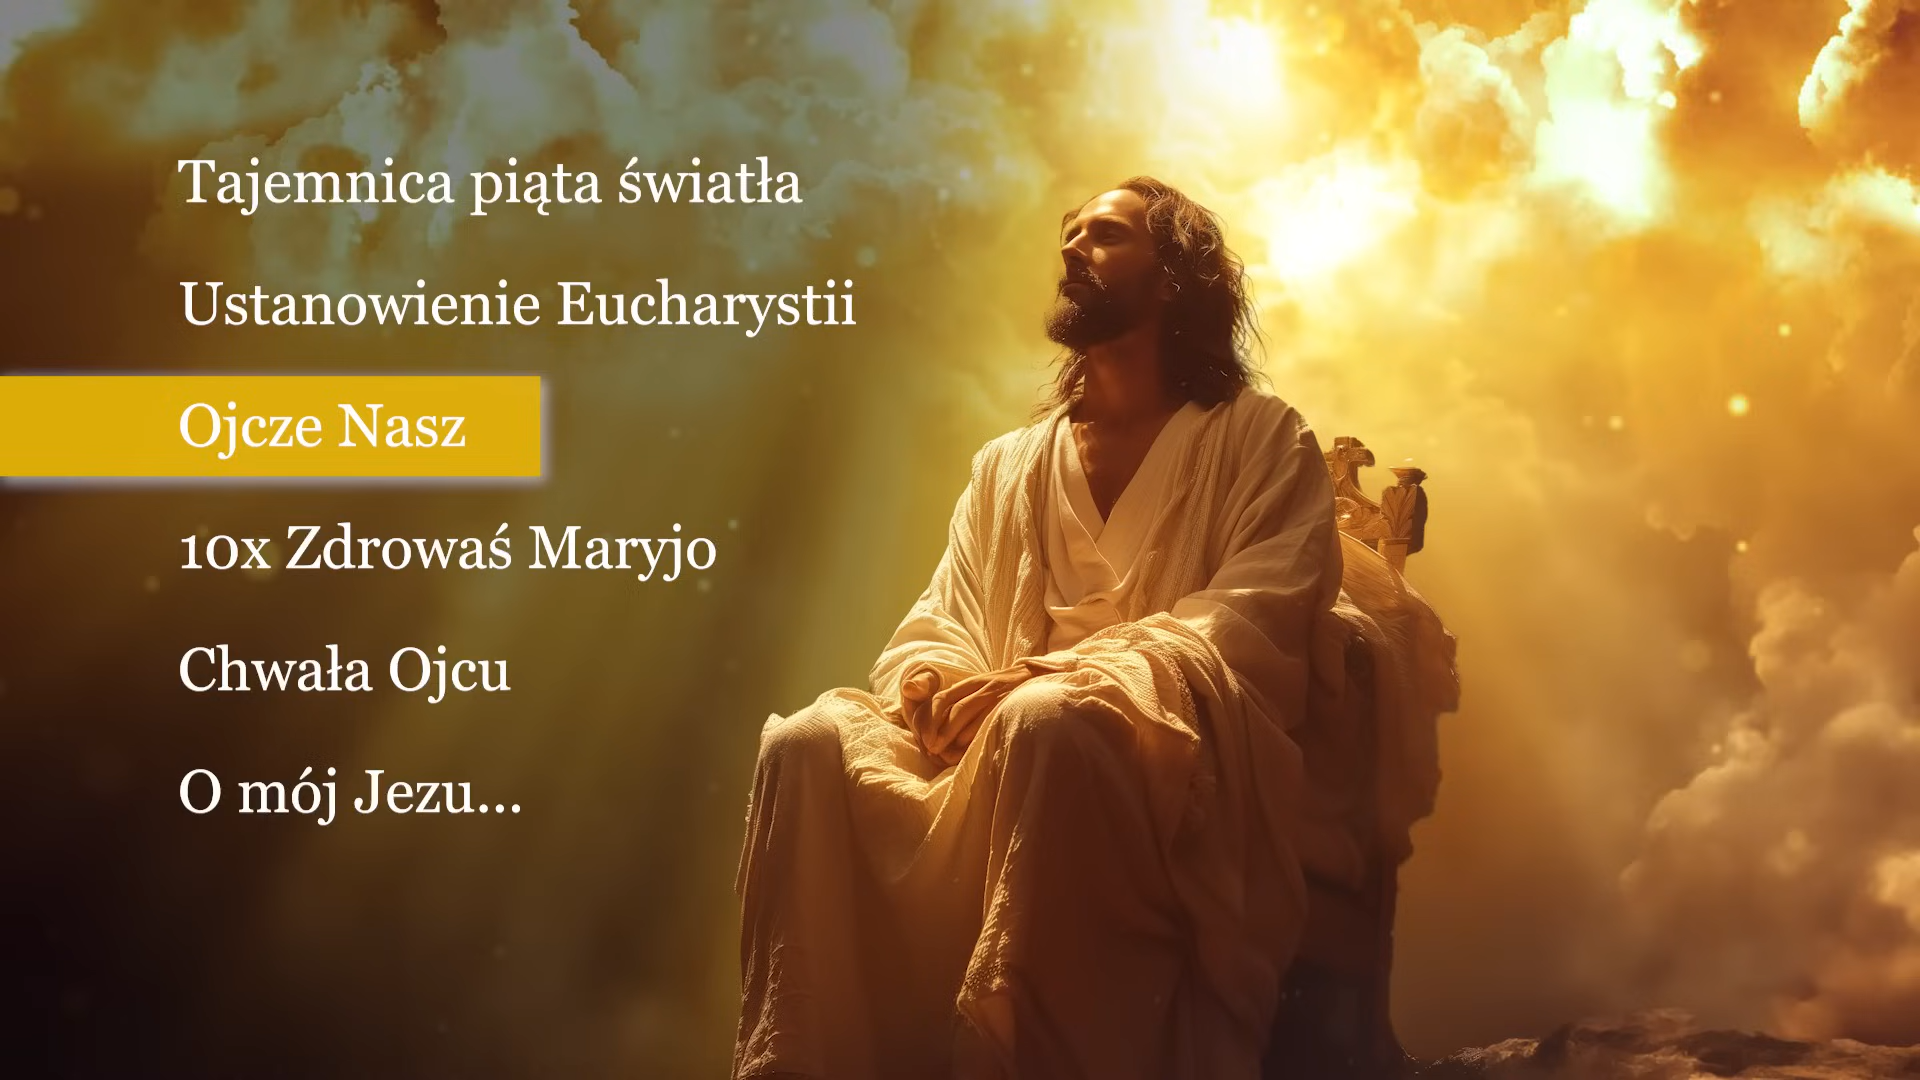 Tajemnica piąta światła
Ustanowienie Eucharystii
Ojcze Nasz
10x Zdrowaś Maryjo
Chwała Ojcu
O mój Jezu...